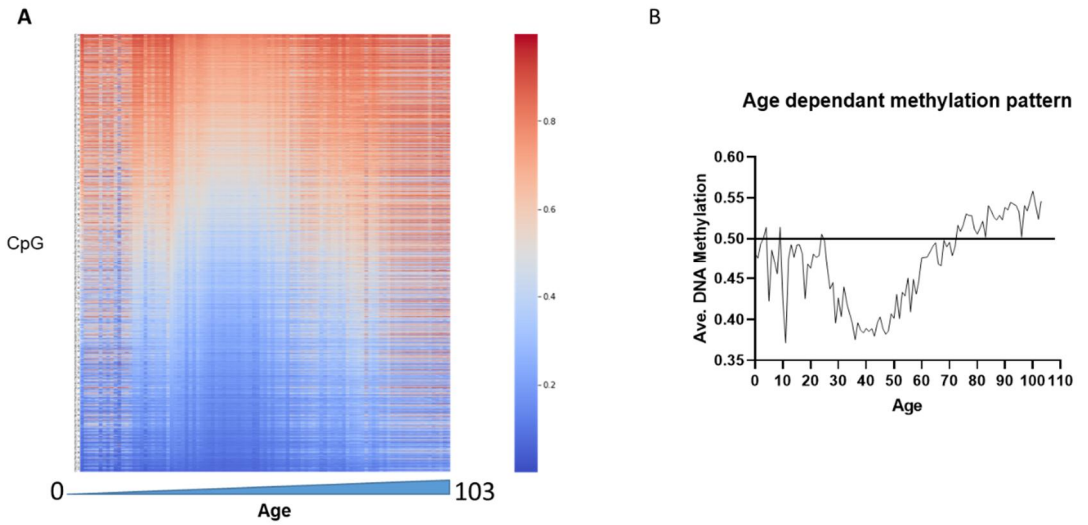 A
CpG
0.8
0.6
0.4
0.2
0
103
Age
B
Age dependant methylation pattern
Ave. DNA Methylation
0.60
0.55
0.50
0.45
0.40
0.35
0 10 20 30 40 50 60 70 80 90 100 110
Age